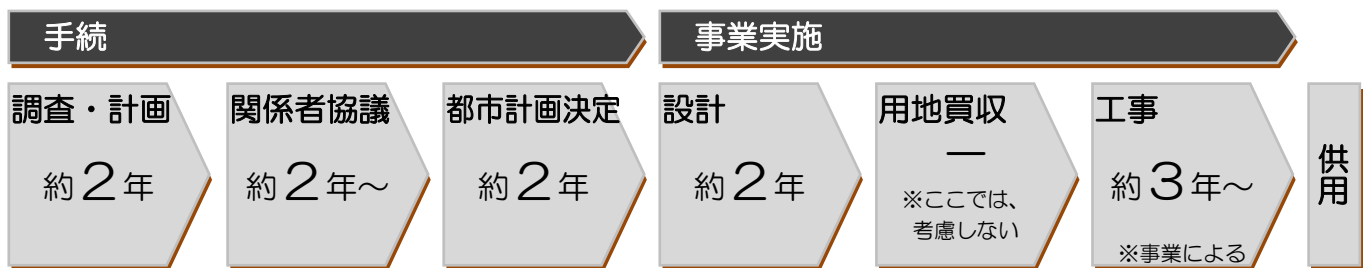 手続
事業実施
調査・計画
約2年
関係者協議
約2年～
都市計画決定
約2年
設計
約2年
用地買収
―
※ここでは、
考慮しない
工事
約3年～
※事業による
供用